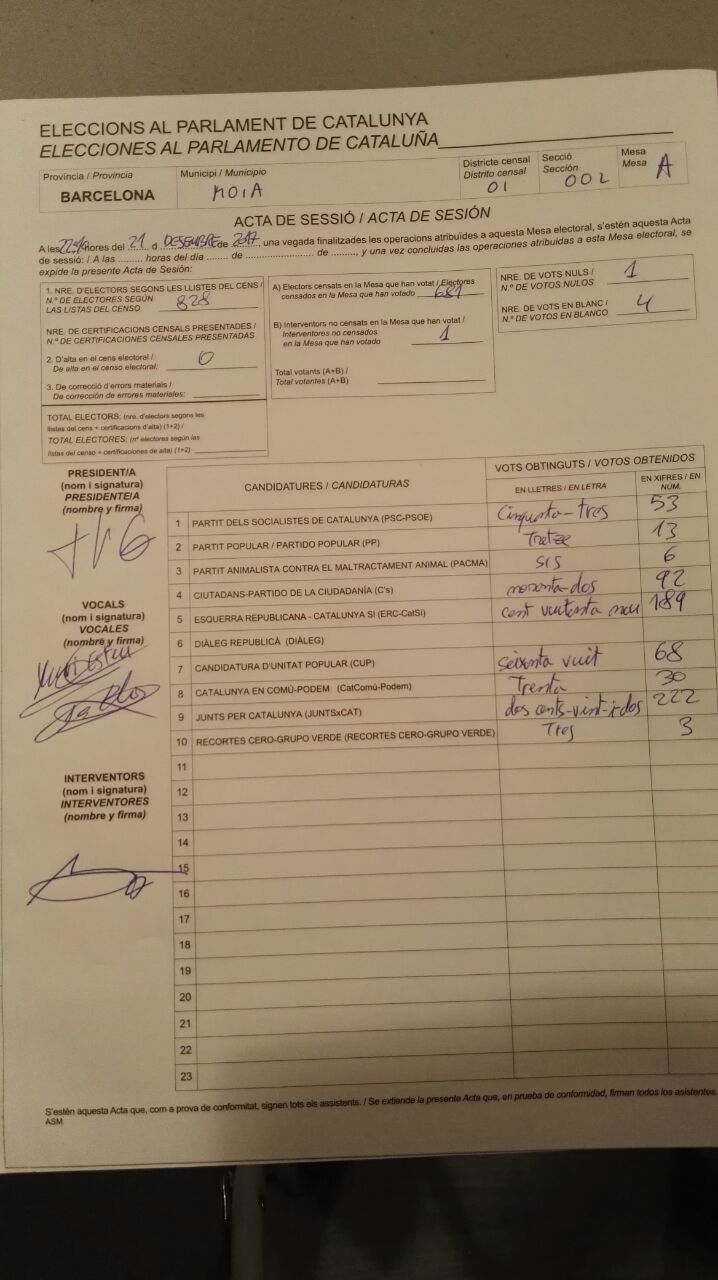 ELECCIONS AL PARLAMENT DE CATALUNYA
ELECCIONES AL PARLAMENTO DE CATALUÑA
Província / Provincia
BARCELONA
Municipi / Municipio
MOIA
Districte censal
Distrito censal
01
Secció
Sección
002
Mesa
Mesa
A
ACTA DE SESSIÓ / ACTA DE SESIÓN
A les 22 hores del 21 d DESEMBRE de 2017, una vegada finalitzades les operacions atribuïdes a aquesta Mesa electoral, s'estén aquesta Acta
de sessió: / A las ......... horas del día ....... de ....................... de ........., y una vez concluidas las operaciones atribuidas a esta Mesa electoral, se
expide la presente Acta de Sesión:
1. NRE. D'ELECTORS SEGONS LES LLISTES DEL CENS /
N.º DE ELECTORES SEGÚN
LAS LISTAS DEL CENSO 828
NRE. DE CERTIFICACIONS CENSALS PRESENTADES /
N.º DE CERTIFICACIONES CENSALES PRESENTADAS
2. D'alta en el cens electoral /
De alta en el censo electoral: 0
3. De correcció d'errors materials /
De corrección de errores materiales:
TOTAL ELECTORS: (nre. d'electors segons les
llistes del cens + certificacions d'alta) (1+2) /
TOTAL ELECTORES: (nº electores según las
listas del censo + certificaciones de alta) (1+2)
A) Electors censats en la Mesa que han votat / Electores
censados en la Mesa que han votado 681
B) Interventors no censats en la Mesa que han votat /
Interventores no censados
en la Mesa que han votado 1
Total votants (A+B) /
Total votantes (A+B)
NRE. DE VOTS NULS /
N.º DE VOTOS NULOS 1
NRE. DE VOTS EN BLANC /
N.º DE VOTOS EN BLANCO 4
PRESIDENT/A
(nom i signatura)
PRESIDENTE/A
(nombre y firma)
VOCALS
(nom i signatura)
VOCALES
(nombre y firma)
INTERVENTORS
(nom i signatura)
INTERVENTORES
(nombre y firma)
CANDIDATURES / CANDIDATURAS
VOTS OBTINGUTS / VOTOS OBTENIDOS
EN LLETRES / EN LETRA
EN XIFRES / EN NÚM.
1 PARTIT DELS SOCIALISTES DE CATALUNYA (PSC-PSOE) Cinquanta-tres 53
2 PARTIT POPULAR / PARTIDO POPULAR (PP) Tretze 13
3 PARTIT ANIMALISTA CONTRA EL MALTRACTAMENT ANIMAL (PACMA) SIS 6
4 CIUTADANS-PARTIDO DE LA CIUDADANÍA (C's) noranta-dos 92
5 ESQUERRA REPUBLICANA - CATALUNYA SÍ (ERC-CatSí) cent vuitanta nou 189
6 DIÀLEG REPUBLICÀ (DIÀLEG)
7 CANDIDATURA D'UNITAT POPULAR (CUP) Seixanta vuit 68
8 CATALUNYA EN COMÚ-PODEM (CatComú-Podem) Trenta 30
9 JUNTS PER CATALUNYA (JUNTSxCAT) dos cents-vint-i-dos 222
10 RECORTES CERO-GRUPO VERDE (RECORTES CERO-GRUPO VERDE) Tres 3
11
12
13
14
15
16
17
18
19
20
21
22
23
S'estén aquesta Acta que, com a prova de conformitat, signen tots els assistents. / Se extiende la presente Acta que, en prueba de conformidad, firman todos los asistentes.
ASM